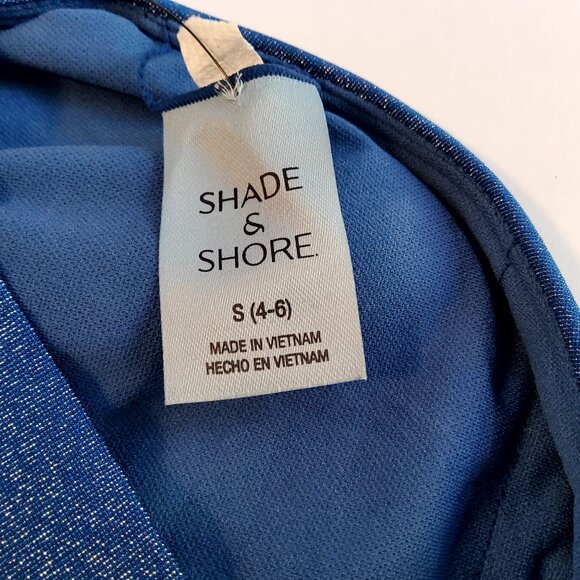 SHADE
&
SHORE.
S (4-6)
MADE IN VIETNAM
HECHO EN VIETNAM